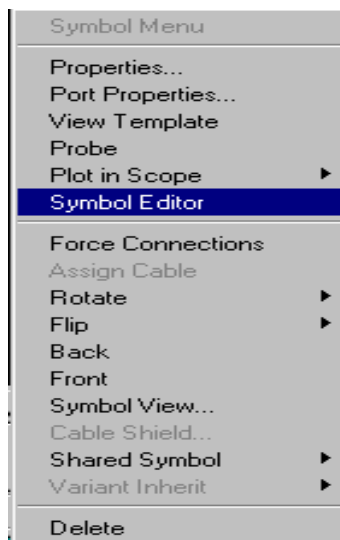 Symbol Menu
Properties...
Port Properties...
View Template
Probe
Plot in Scope
Symbol Editor
Force Connections
Assign Cable
Rotate
Flip
Back
Front
Symbol View...
Cable Shield...
Shared Symbol
Variant Inherit
Delete